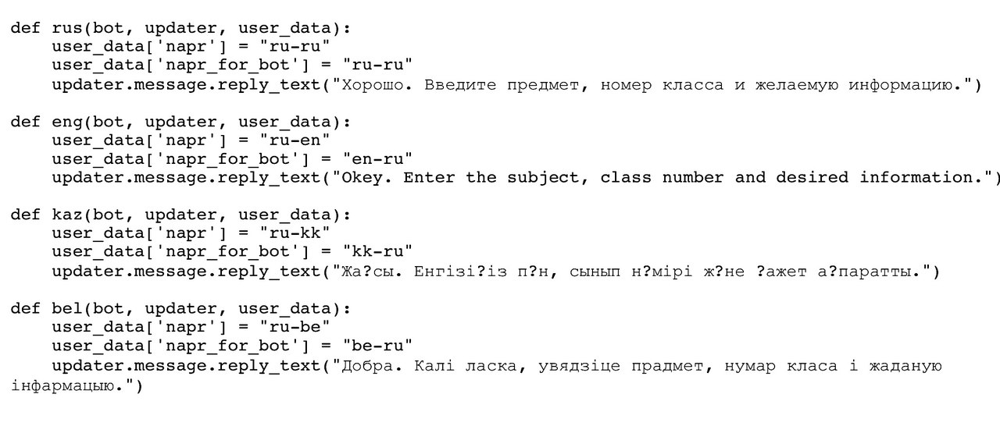 def rus(bot, updater, user_data):
    user_data['napr'] = "ru-ru"
    user_data['napr_for_bot'] = "ru-ru"
    updater.message.reply_text("Хорошо. Введите предмет, номер класса и желаемую информацию.")
def eng(bot, updater, user_data):
    user_data['napr'] = "ru-en"
    user_data['napr_for_bot'] = "en-ru"
    updater.message.reply_text("Okey. Enter the subject, class number and desired information.")
def kaz(bot, updater, user_data):
    user_data['napr'] = "ru-kk"
    user_data['napr_for_bot'] = "kk-ru"
    updater.message.reply_text("Жа?сы. Енгізі?із п?н, сынып н?мірі ж?не ?ажет а?паратты.")
def bel(bot, updater, user_data):
    user_data['napr'] = "ru-be"
    user_data['napr_for_bot'] = "be-ru"
    updater.message.reply_text("Добра. Калі ласка, увядзіце прадмет, нумар класа і жаданую
інфармацыю.")